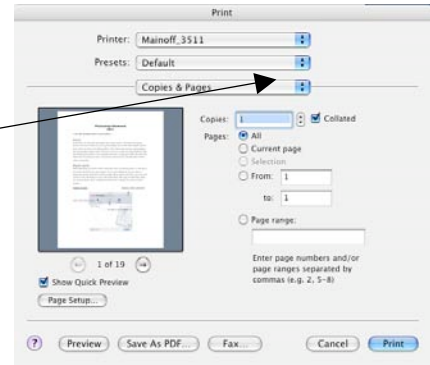 Print
Printer: Mainoff_3511
Presets: Default
Copies & Pages
Copies: 1 Collated
Pages: All
Current page
Selection
From: 1
to: 1
Page range:
Enter page numbers and/or
page ranges separated by
commas (e.g. 2, 5-8)
1 of 19
Show Quick Preview
Page Setup...
? Preview Save As PDF... Fax... Cancel Print